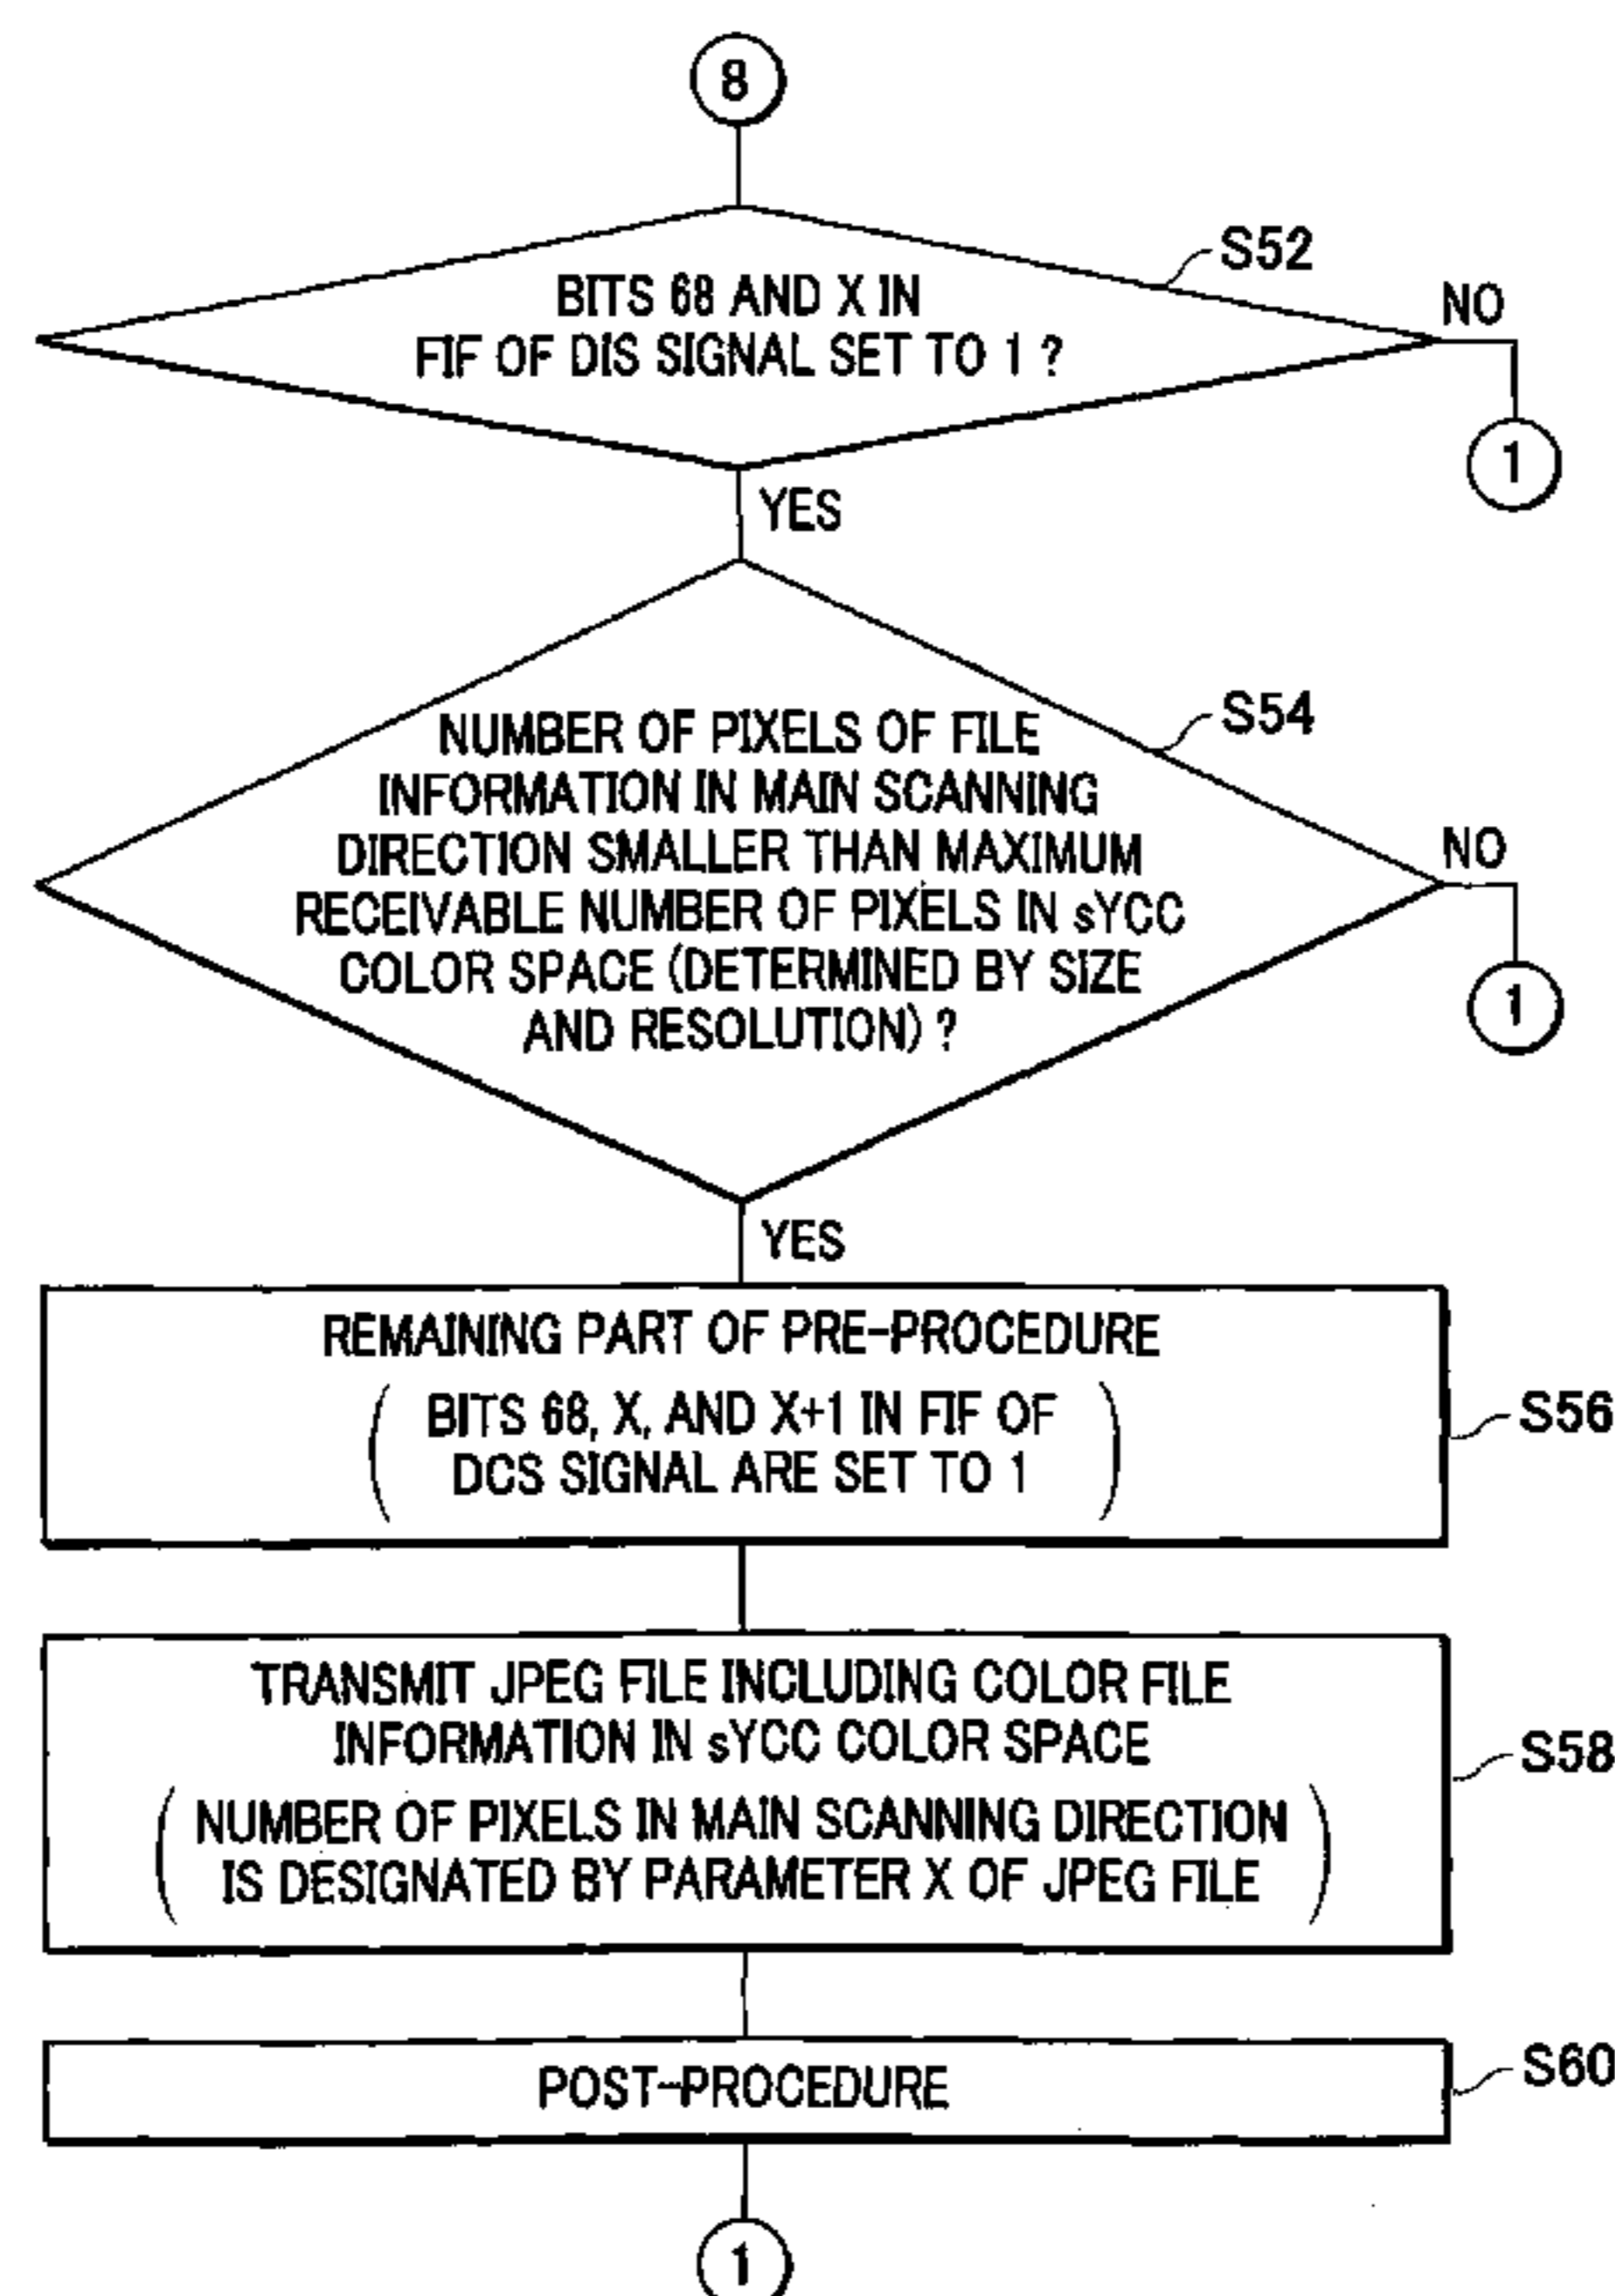 8
S52
BITS 68 AND X IN
FIF OF DIS SIGNAL SET TO 1 ?
NO
1
YES
S54
NUMBER OF PIXELS OF FILE
INFORMATION IN MAIN SCANNING
DIRECTION SMALLER THAN MAXIMUM
RECEIVABLE NUMBER OF PIXELS IN sYCC
COLOR SPACE (DETERMINED BY SIZE
AND RESOLUTION) ?
NO
1
YES
REMAINING PART OF PRE-PROCEDURE
( BITS 68, X, AND X+1 IN FIF OF
DCS SIGNAL ARE SET TO 1 )
S56
TRANSMIT JPEG FILE INCLUDING COLOR FILE
INFORMATION IN sYCC COLOR SPACE
( NUMBER OF PIXELS IN MAIN SCANNING DIRECTION
IS DESIGNATED BY PARAMETER X OF JPEG FILE )
S58
POST-PROCEDURE
S60
1